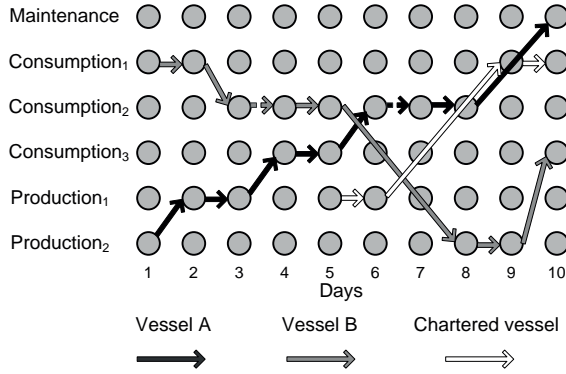 Maintenance
Consumption₁
Consumption₂
Consumption₃
Production₁
Production₂
1 2 3 4 5 6 7 8 9 10
Days
Vessel A Vessel B Chartered vessel